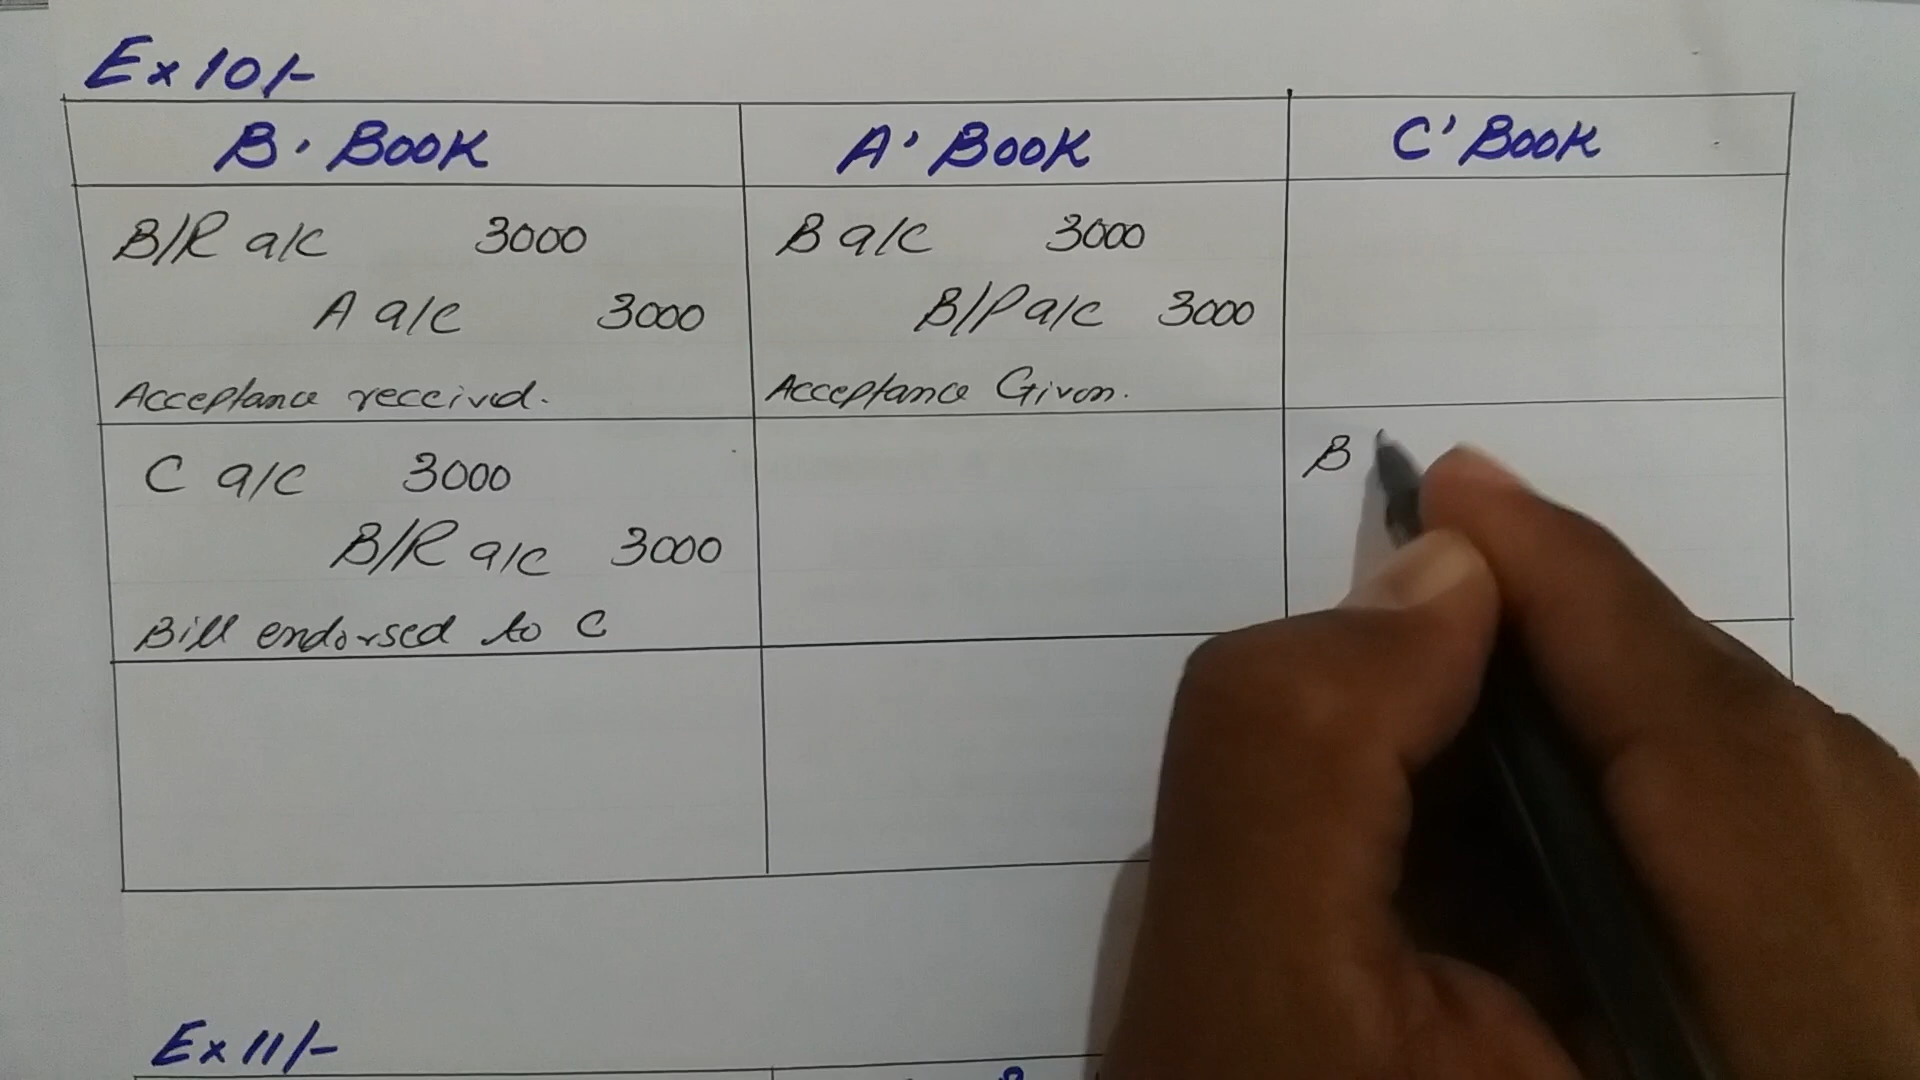 Ex 10/-
B' BOOK
A' BOOK
C' BOOK
B/R a/c 3000
A a/c 3000
Acceptance received.
B a/c 3000
B/P a/c 3000
Acceptance Given.
C a/c 3000
B/R a/c 3000
Bill endorsed to C
B
Ex 11/-